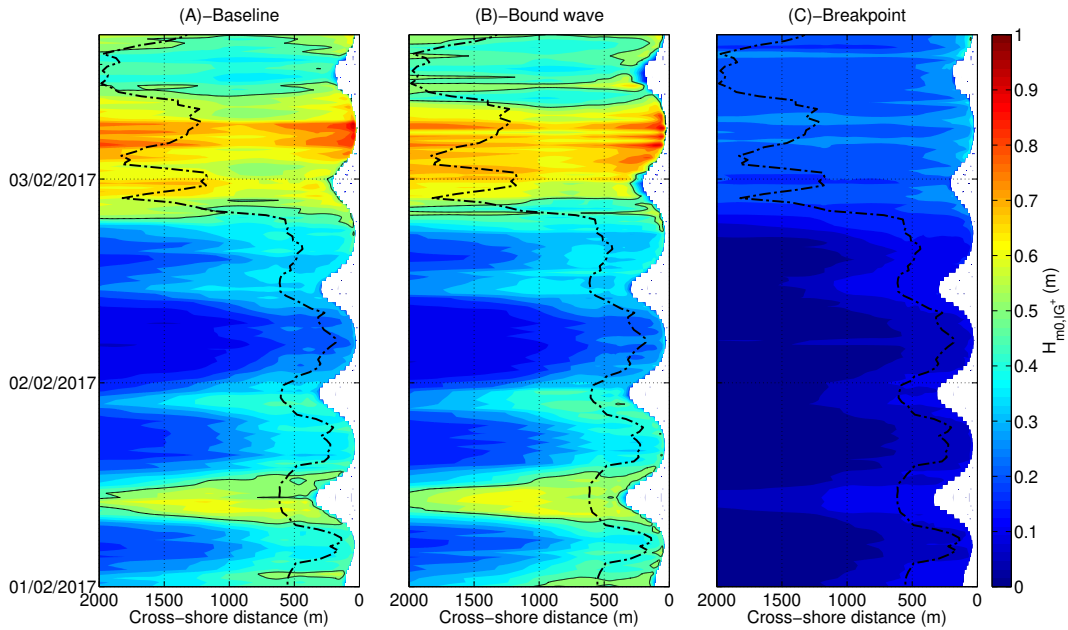 (A)−Baseline
(B)−Bound wave
(C)−Breakpoint
03/02/2017
02/02/2017
01/02/2017
2000 1500 1000 500 0
Cross−shore distance (m)
2000 1500 1000 500 0
Cross−shore distance (m)
2000 1500 1000 500 0
Cross−shore distance (m)
1
0.9
0.8
0.7
0.6
0.5
0.4
0.3
0.2
0.1
0
Hm0,IG+ (m)